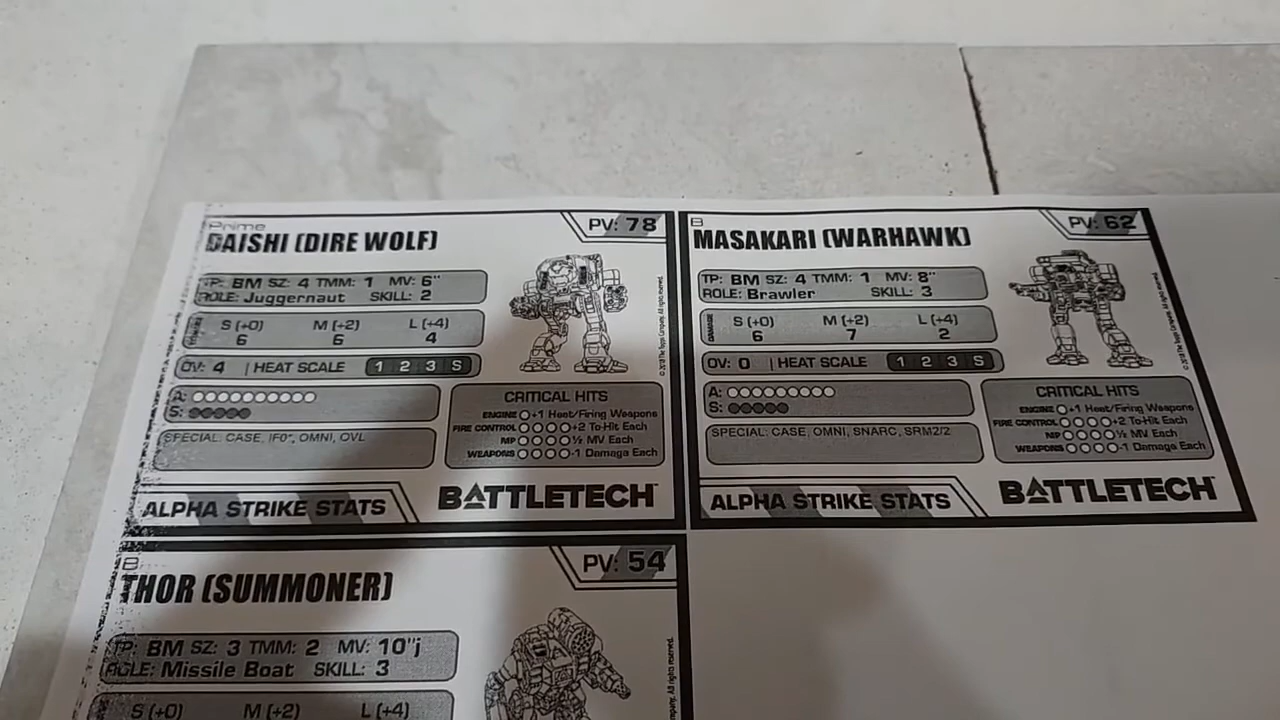 Prime
DAISHI (DIRE WOLF)
PV: 78
TP: BM SZ: 4 TMM: 1 MV: 6"
ROLE: Juggernaut SKILL: 2
S (+0) M (+2) L (+4)
6 6 4
OV: 4 | HEAT SCALE 1 2 3 S
A:
S:
SPECIAL: CASE, IF0*, OMNI, OVL
CRITICAL HITS
ENGINE +1 Heat/Firing Weapons
FIRE CONTROL +2 To-Hit Each
MP ½ MV Each
WEAPONS -1 Damage Each
ALPHA STRIKE STATS
BATTLETECH
B
MASAKARI (WARHAWK)
PV: 62
TP: BM SZ: 4 TMM: 1 MV: 8"
ROLE: Brawler SKILL: 3
DAMAGE
S (+0) M (+2) L (+4)
6 7 2
OV: 0 | HEAT SCALE 1 2 3 S
A:
S:
SPECIAL: CASE, OMNI, SNARC, SRM2/2
CRITICAL HITS
ENGINE +1 Heat/Firing Weapons
FIRE CONTROL +2 To-Hit Each
MP ½ MV Each
WEAPONS -1 Damage Each
ALPHA STRIKE STATS
BATTLETECH
B
THOR (SUMMONER)
PV: 54
TP: BM SZ: 3 TMM: 2 MV: 10"j
ROLE: Missile Boat SKILL: 3
S (+0) M (+2) L (+4)
All rights reserved.